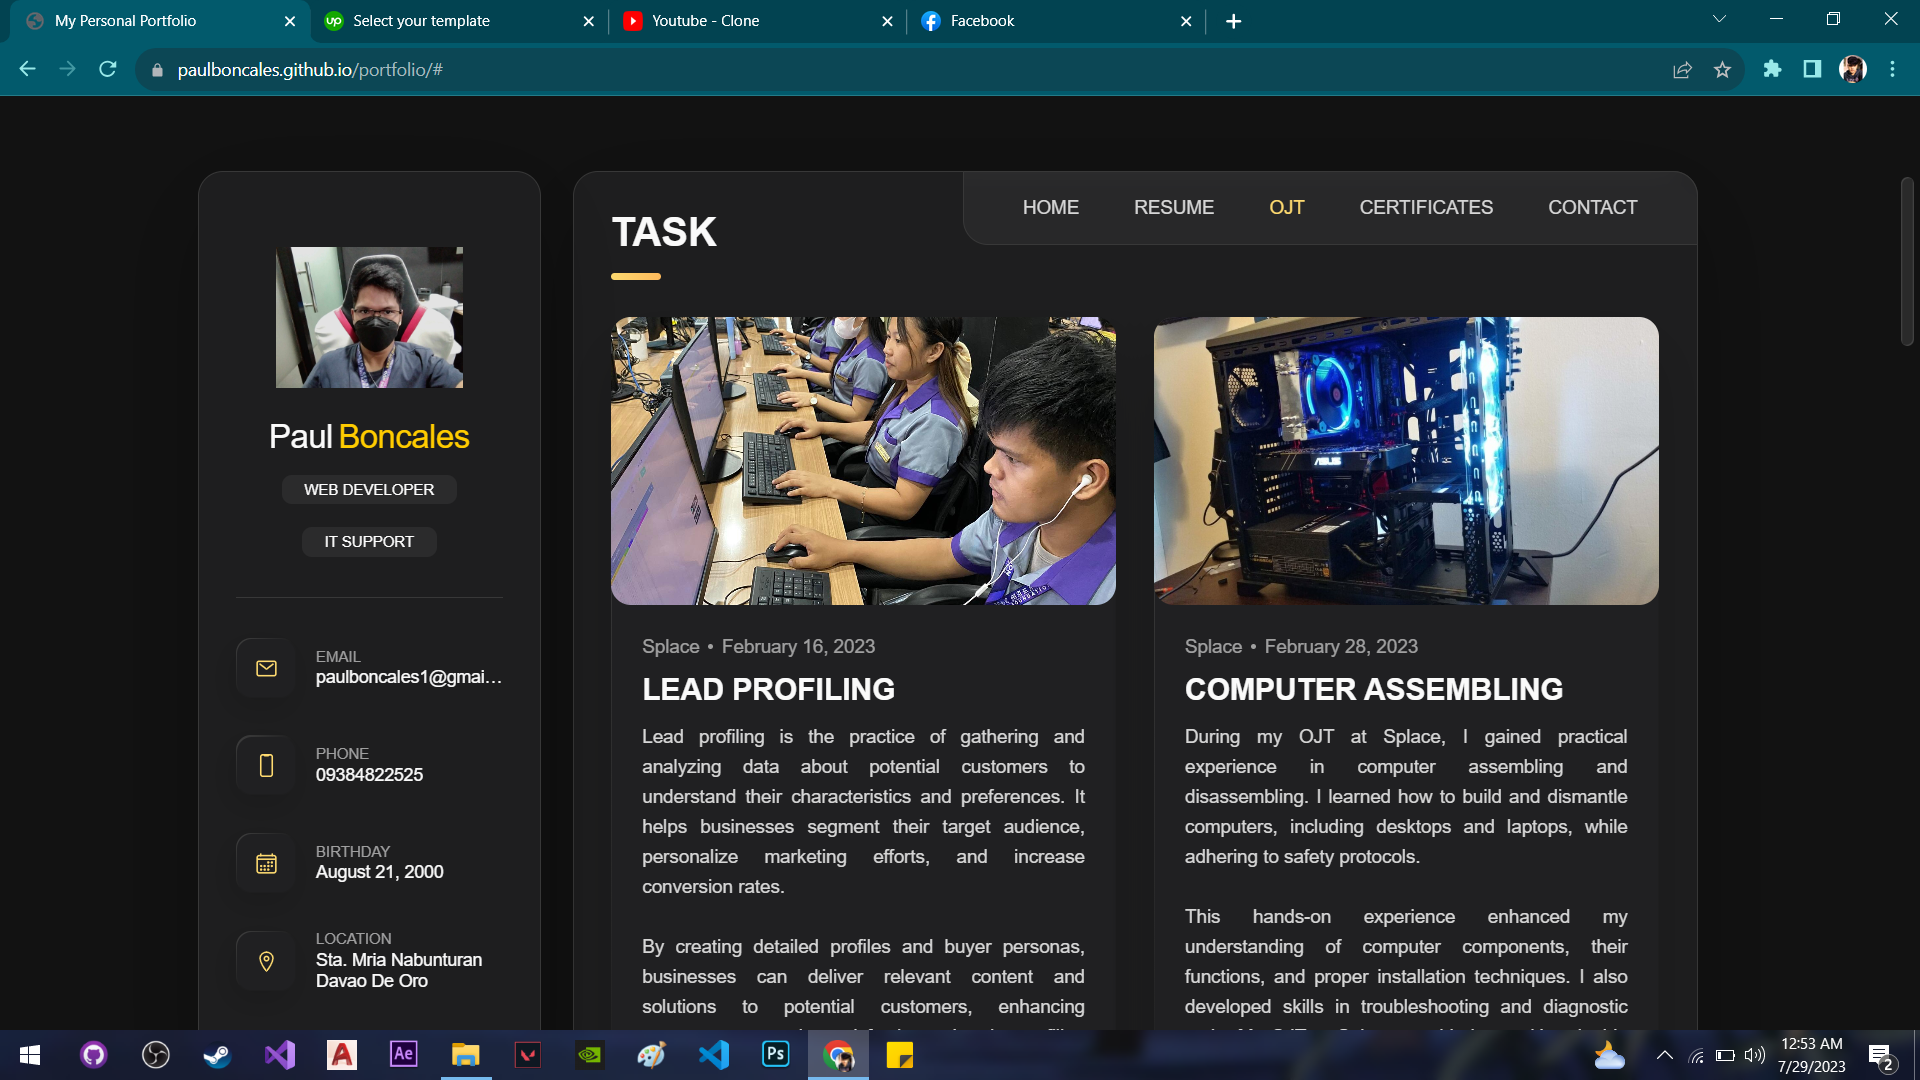 My Personal Portfolio
Select your template
Youtube - Clone
Facebook
paulboncales.github.io/portfolio/#
Paul Boncales
WEB DEVELOPER
IT SUPPORT
EMAIL
paulboncales1@gmai...
PHONE
09384822525
BIRTHDAY
August 21, 2000
LOCATION
Sta. Mria Nabunturan
Davao De Oro
HOME
RESUME
OJT
CERTIFICATES
CONTACT
TASK
Splace • February 16, 2023
LEAD PROFILING
Lead profiling is the practice of gathering and
analyzing data about potential customers to
understand their characteristics and preferences. It
helps businesses segment their target audience,
personalize marketing efforts, and increase
conversion rates.
By creating detailed profiles and buyer personas,
businesses can deliver relevant content and
solutions to potential customers, enhancing
ASUS
Splace • February 28, 2023
COMPUTER ASSEMBLING
During my OJT at Splace, I gained practical
experience in computer assembling and
disassembling. I learned how to build and dismantle
computers, including desktops and laptops, while
adhering to safety protocols.
This hands-on experience enhanced my
understanding of computer components, their
functions, and proper installation techniques. I also
developed skills in troubleshooting and diagnostic
Ae
Ps
12:53 AM
7/29/2023
2